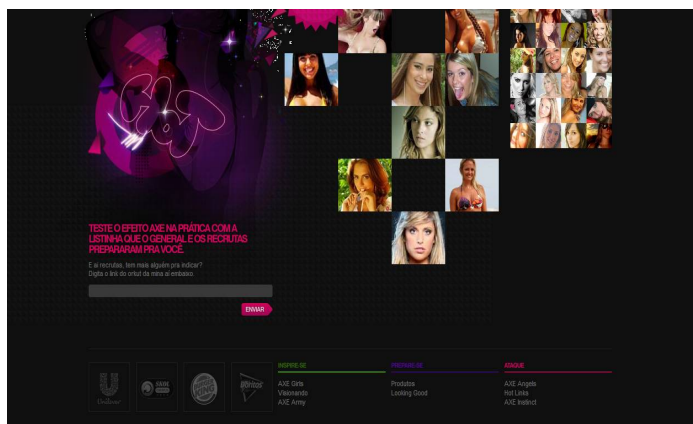 TESTE O EFEITO AXE NA PRÁTICA COM A
LISTINHA QUE O GENERAL E OS RECRUTAS
PREPARARAM PRA VOCÊ.
E aí recrutas, tem mais alguém pra indicar?
Digita o link do orkut da mina aí embaixo
ENVIAR
INSPIRE-SE
AXE Girls
Visionando
AXE Army
PREPARE-SE
Produtos
Looking Good
ATAQUE
AXE Angels
Hot Links
AXE Instinct
Unilever
Doritos